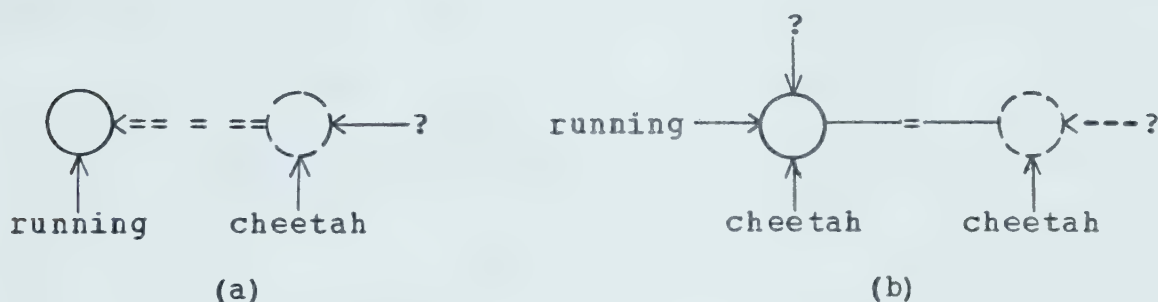 ?
== = == ?
running = ---?
running cheetah cheetah cheetah
(a) (b)